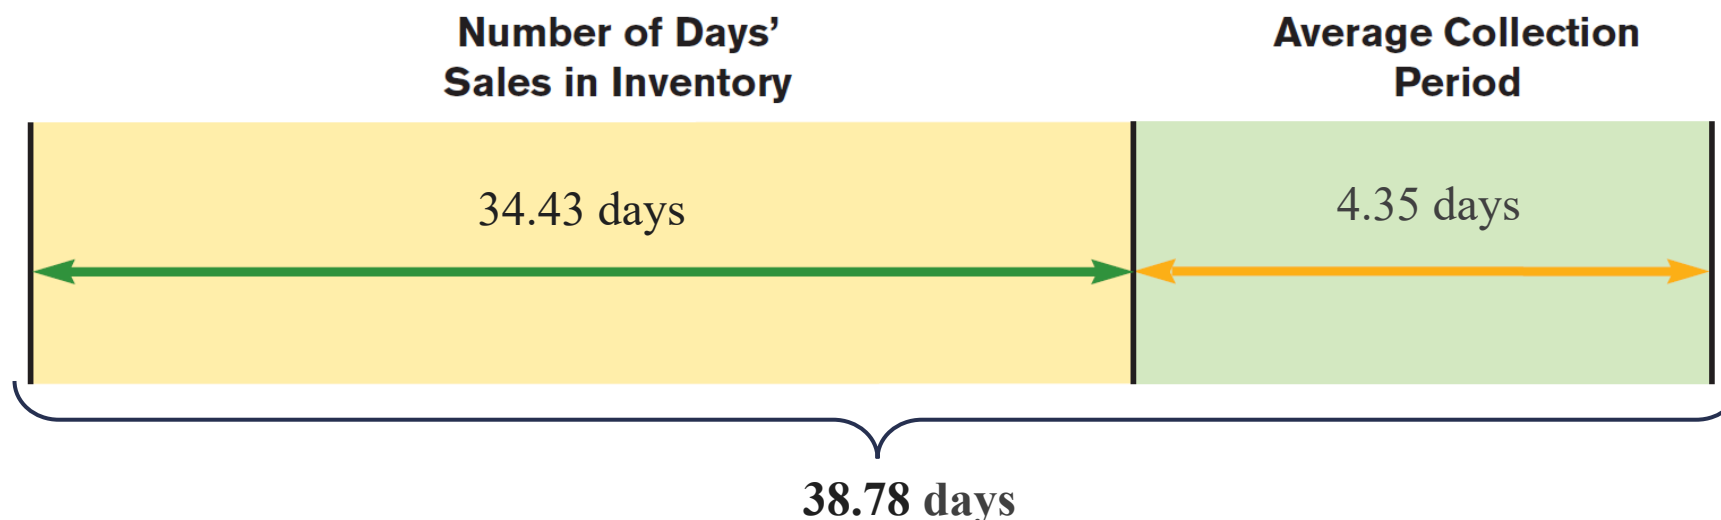 Number of Days’
Sales in Inventory
Average Collection
Period
34.43 days
4.35 days
38.78 days